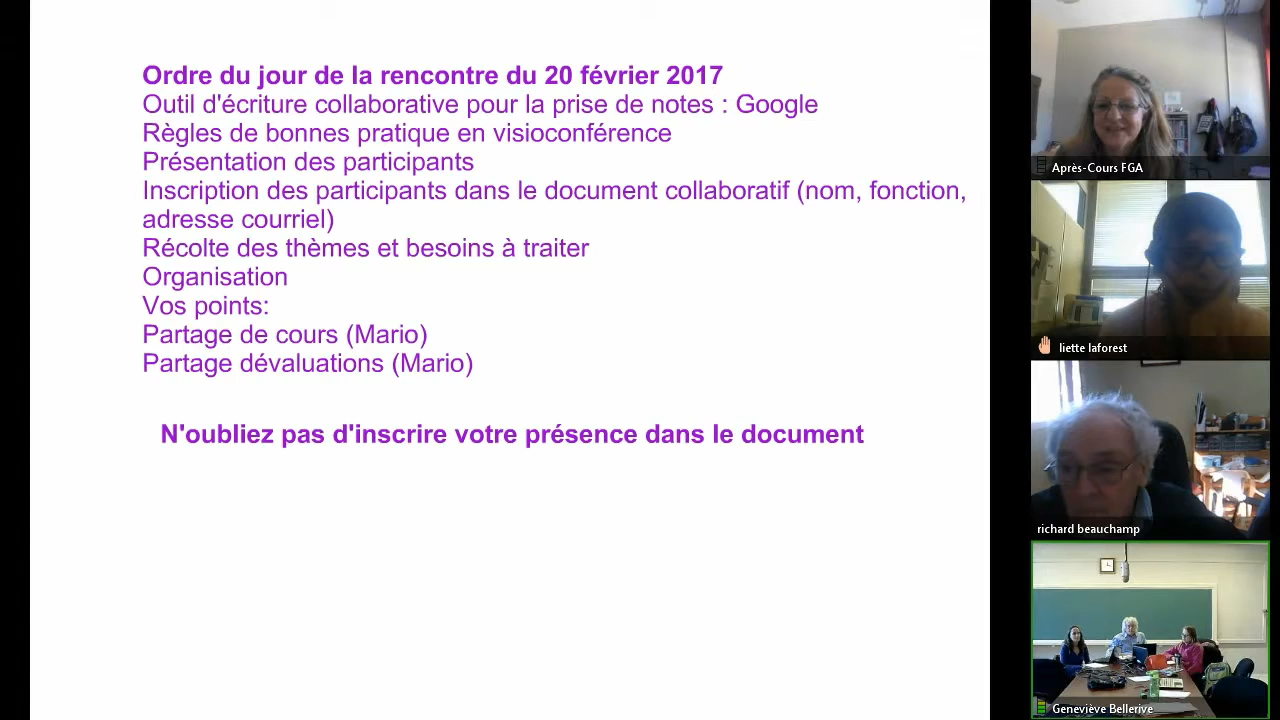 Ordre du jour de la rencontre du 20 février 2017
Outil d'écriture collaborative pour la prise de notes : Google
Règles de bonnes pratique en visioconférence
Présentation des participants
Inscription des participants dans le document collaboratif (nom, fonction,
adresse courriel)
Récolte des thèmes et besoins à traiter
Organisation
Vos points:
Partage de cours (Mario)
Partage dévaluations (Mario)
N'oubliez pas d'inscrire votre présence dans le document
Après-Cours FGA
liette laforest
richard beauchamp
Geneviève Bellerive